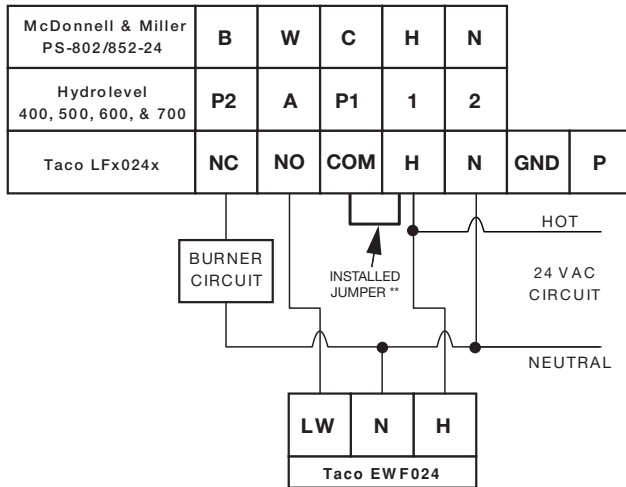 McDonnell & Miller
PS-802/852-24
B W C H N
Hydrolevel
400, 500, 600, & 700
P2 A P1 1 2
Taco LFx024x
NC NO COM H N GND P
HOT
BURNER
CIRCUIT
INSTALLED
JUMPER **
24 VAC
CIRCUIT
NEUTRAL
LW N H
Taco EWF024